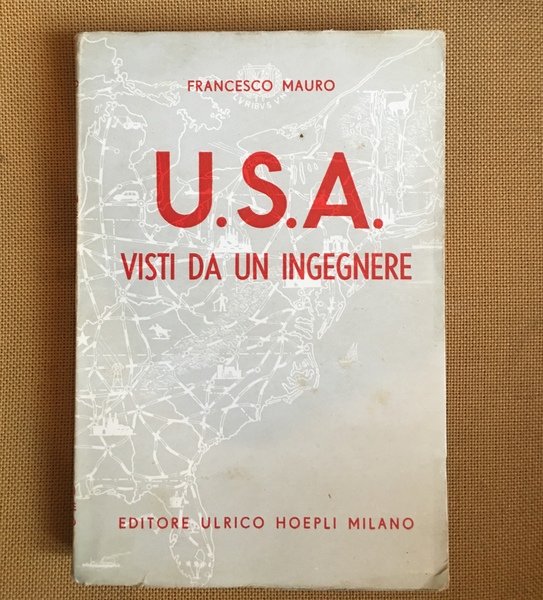 FRANCESCO MAURO
U.S.A.
VISTI DA UN INGEGNERE
EDITORE ULRICO HOEPLI MILANO